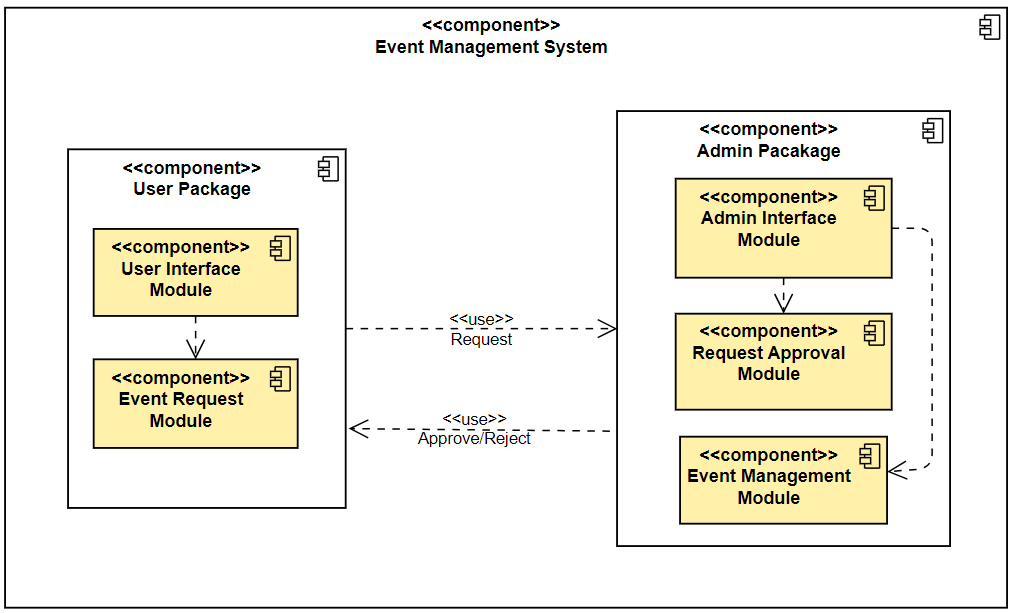 <<component>>
Event Management System
<<component>>
User Package
<<component>>
User Interface
Module
<<component>>
Event Request
Module
<<use>>
Request
<<use>>
Approve/Reject
<<component>>
Admin Pacakage
<<component>>
Admin Interface
Module
<<component>>
Request Approval
Module
<<component>>
Event Management
Module